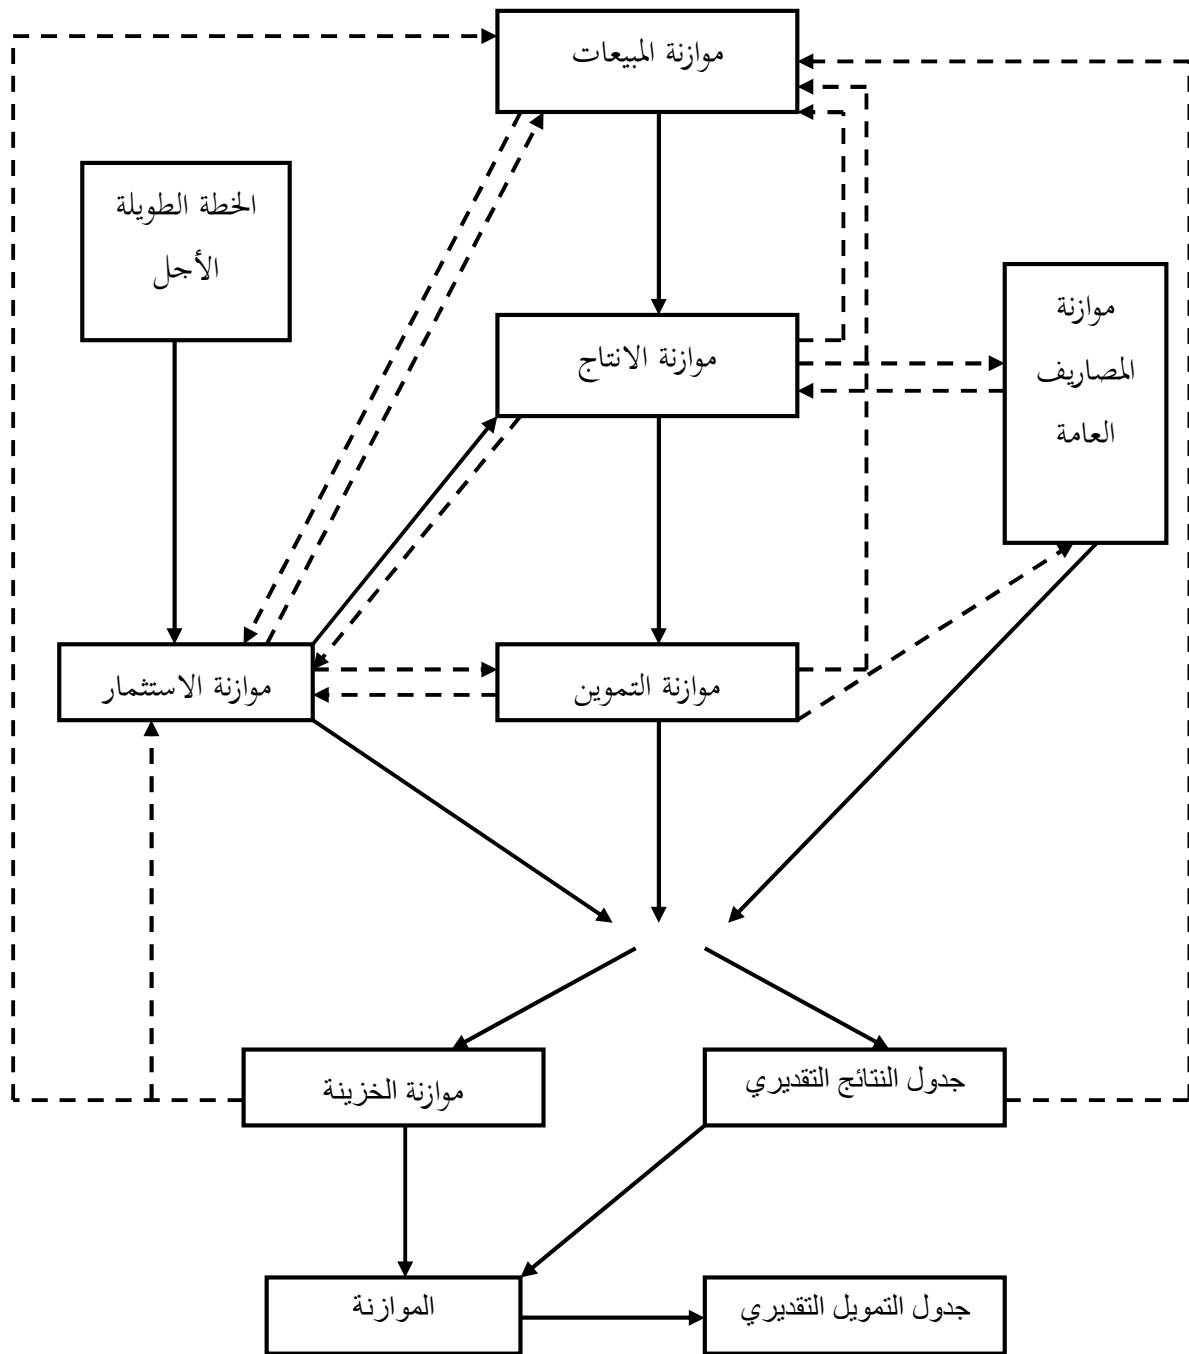 موازنة المبيعات
الخطة الطويلة
الأجل
موازنة
المصاريف
العامة
موازنة الانتاج
موازنة التموين
موازنة الاستثمار
جدول النتائج التقديري
موازنة الخزينة
الموازنة
جدول التمويل التقديري